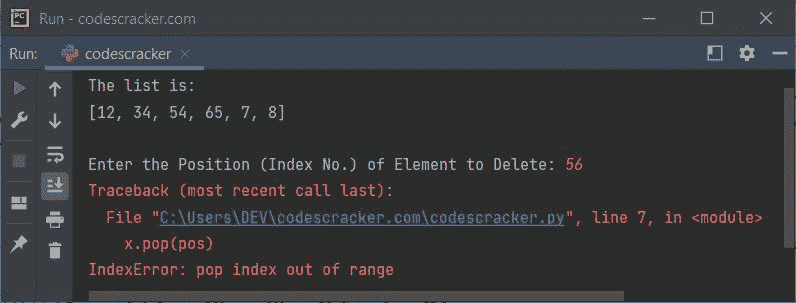 Run - codescracker.com
Run: codescracker
The list is:
[12, 34, 54, 65, 7, 8]
Enter the Position (Index No.) of Element to Delete: 56
Traceback (most recent call last):
File "C:\Users\DEV\codescracker.com\codescracker.py", line 7, in <module>
x.pop(pos)
IndexError: pop index out of range